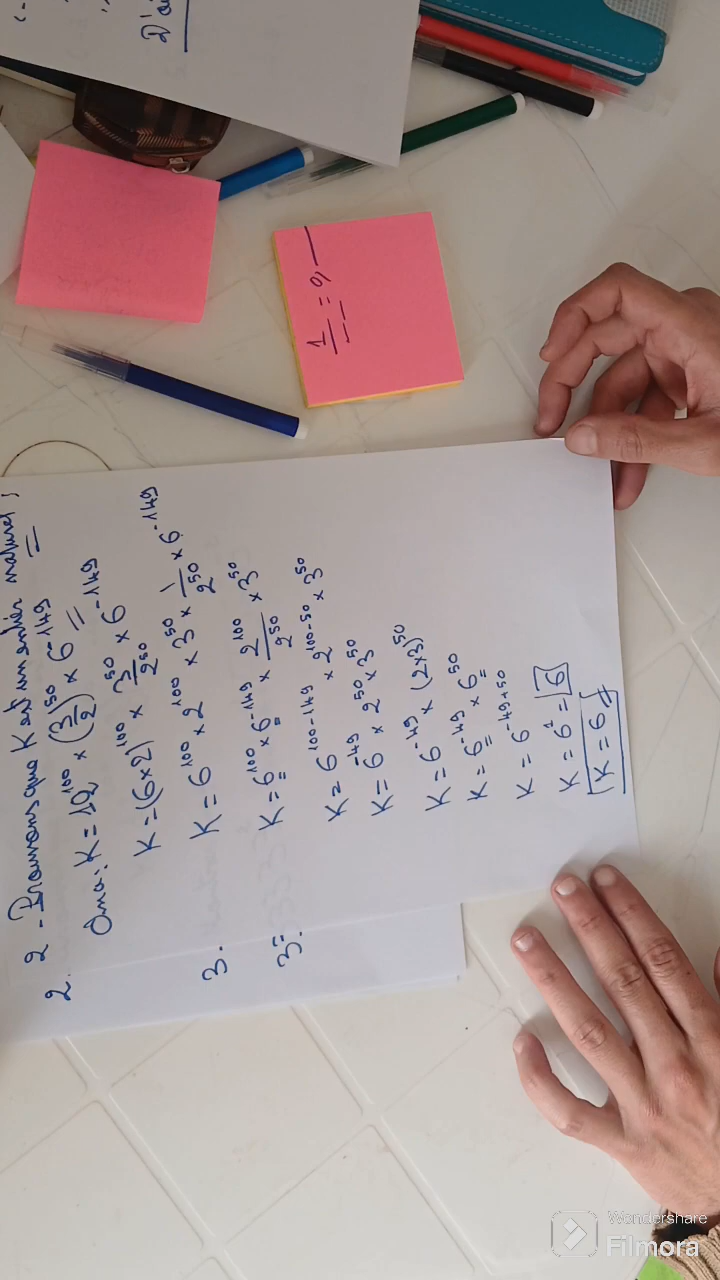 D'a
1/-- = 9,—
2. 2 - Prouvons que K est un entier naturel ;
Ona: K = 12^100 × (3/2)^50 × 6^-149
K = (6×2)^100 × 3^50/2^50 × 6^-149
K = 6^100 × 2^100 × 3^50 × 1/2^50 × 6^-149
K = 6^100 × 6^-149 × 2^100/2^50 × 3^50
K = 6^100-149 × 2^100-50 × 3^50
K = 6^-49 × 2^50 × 3^50
K = 6^-49 × (2×3)^50
K = 6^-49 × 6^50
K = 6^-49+50
K = 6^1 = 6
K = 6
3.
3=
Wondershare
Filmora